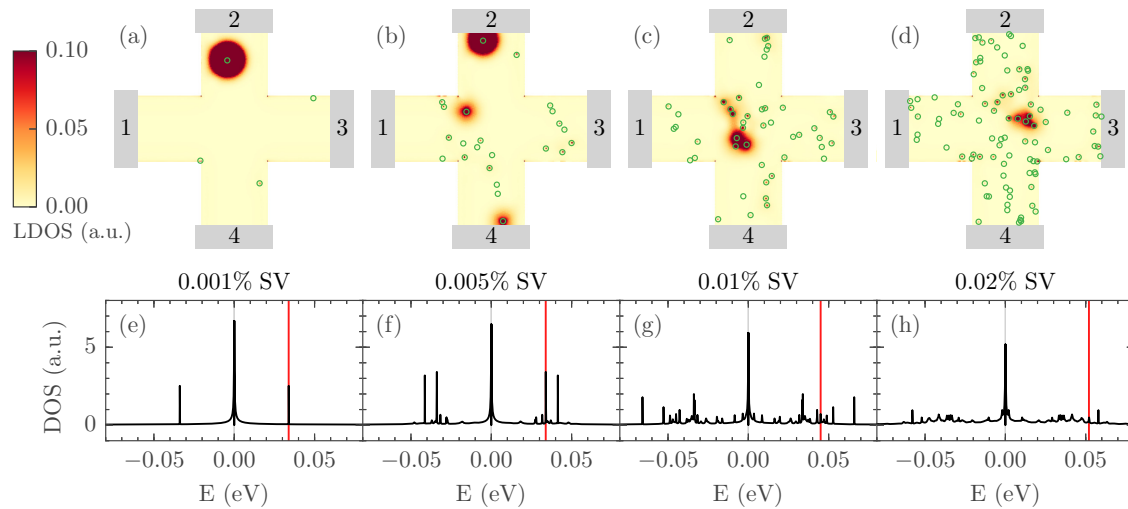 0.10
0.05
0.00
LDOS (a.u.)
(a)
2
1
3
4
(b)
2
1
3
4
(c)
2
1
3
4
(d)
2
1
3
4
0.001% SV
0.005% SV
0.01% SV
0.02% SV
(e)
(f)
(g)
(h)
DOS (a.u.)
5
0
−0.05
0.00
0.05
−0.05
0.00
0.05
−0.05
0.00
0.05
−0.05
0.00
0.05
E (eV)
E (eV)
E (eV)
E (eV)